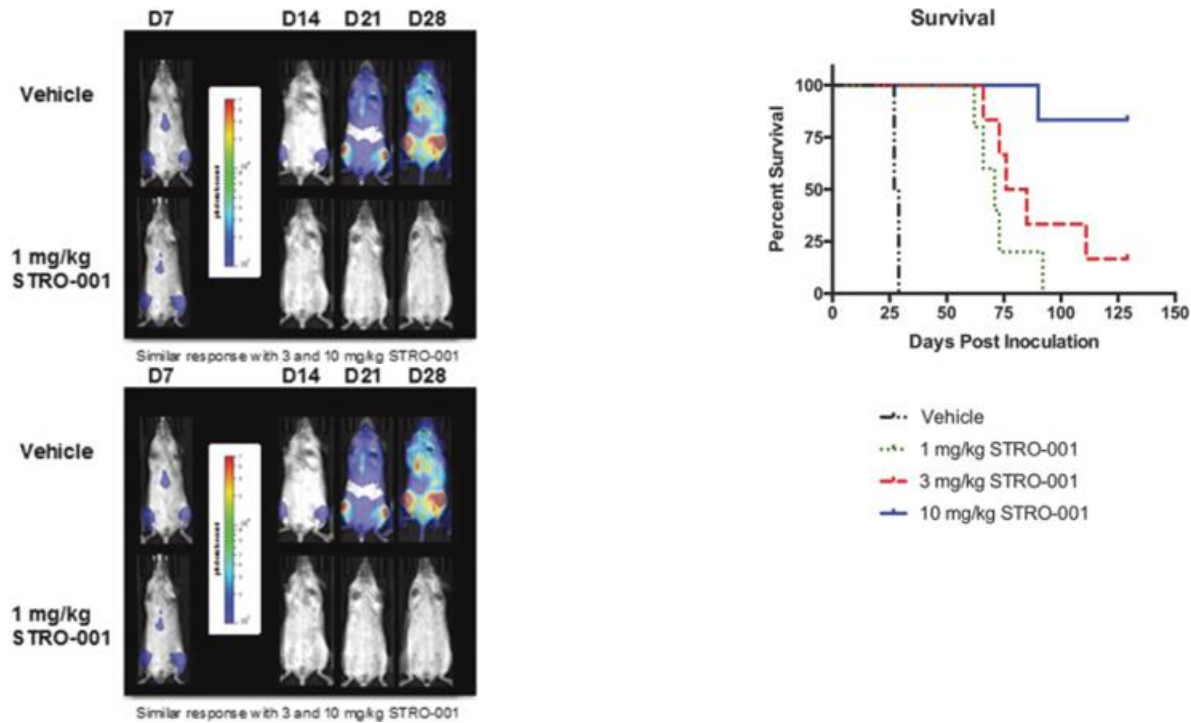 D7 D14 D21 D28
Vehicle
1 mg/kg
STRO-001
Similar response with 3 and 10 mg/kg STRO-001
D7 D14 D21 D28
Vehicle
1 mg/kg
STRO-001
Similar response with 3 and 10 mg/kg STRO-001
Survival
Percent Survival
100
75
50
25
0
0 25 50 75 100 125 150
Days Post Inoculation
Vehicle
1 mg/kg STRO-001
3 mg/kg STRO-001
10 mg/kg STRO-001